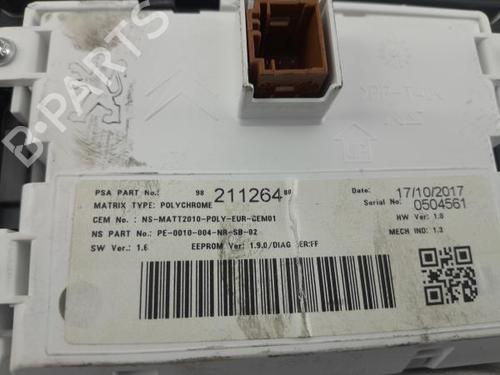 B-PARTS
PSA PART No.: 98 211264 80 Date: 17/10/2017
MATRIX TYPE: POLYCHROME Serial No.: 0504561
CEM No.: NS-MATT2010-POLY-EUR-GEM01 HW Ver.: 1.0
NS PART No.: PE-0010-004-NR-SB-02 MECH IND: 1.3
SW Ver.: 1.6 EEPROM Ver: 1.9.0/DIAG VER:FF